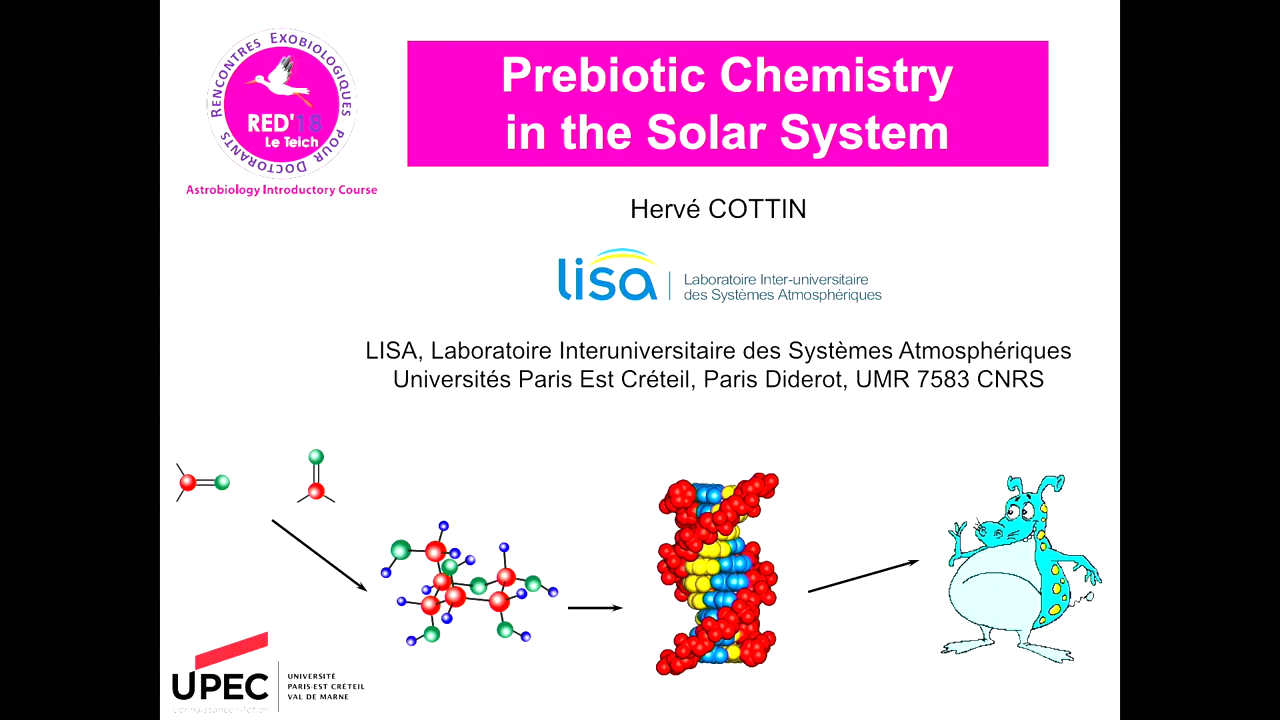 RENCONTRES EXOBIOLOGIQUES POUR DOCTORANTS
RED'18
Le Teich
Astrobiology Introductory Course
Prebiotic Chemistry
in the Solar System
Hervé COTTIN
lisa
Laboratoire Inter-universitaire
des Systèmes Atmosphériques
LISA, Laboratoire Interuniversitaire des Systèmes Atmosphériques
Universités Paris Est Créteil, Paris Diderot, UMR 7583 CNRS
UPEC
Connaissance - Action
UNIVERSITÉ
PARIS-EST CRÉTEIL
VAL DE MARNE